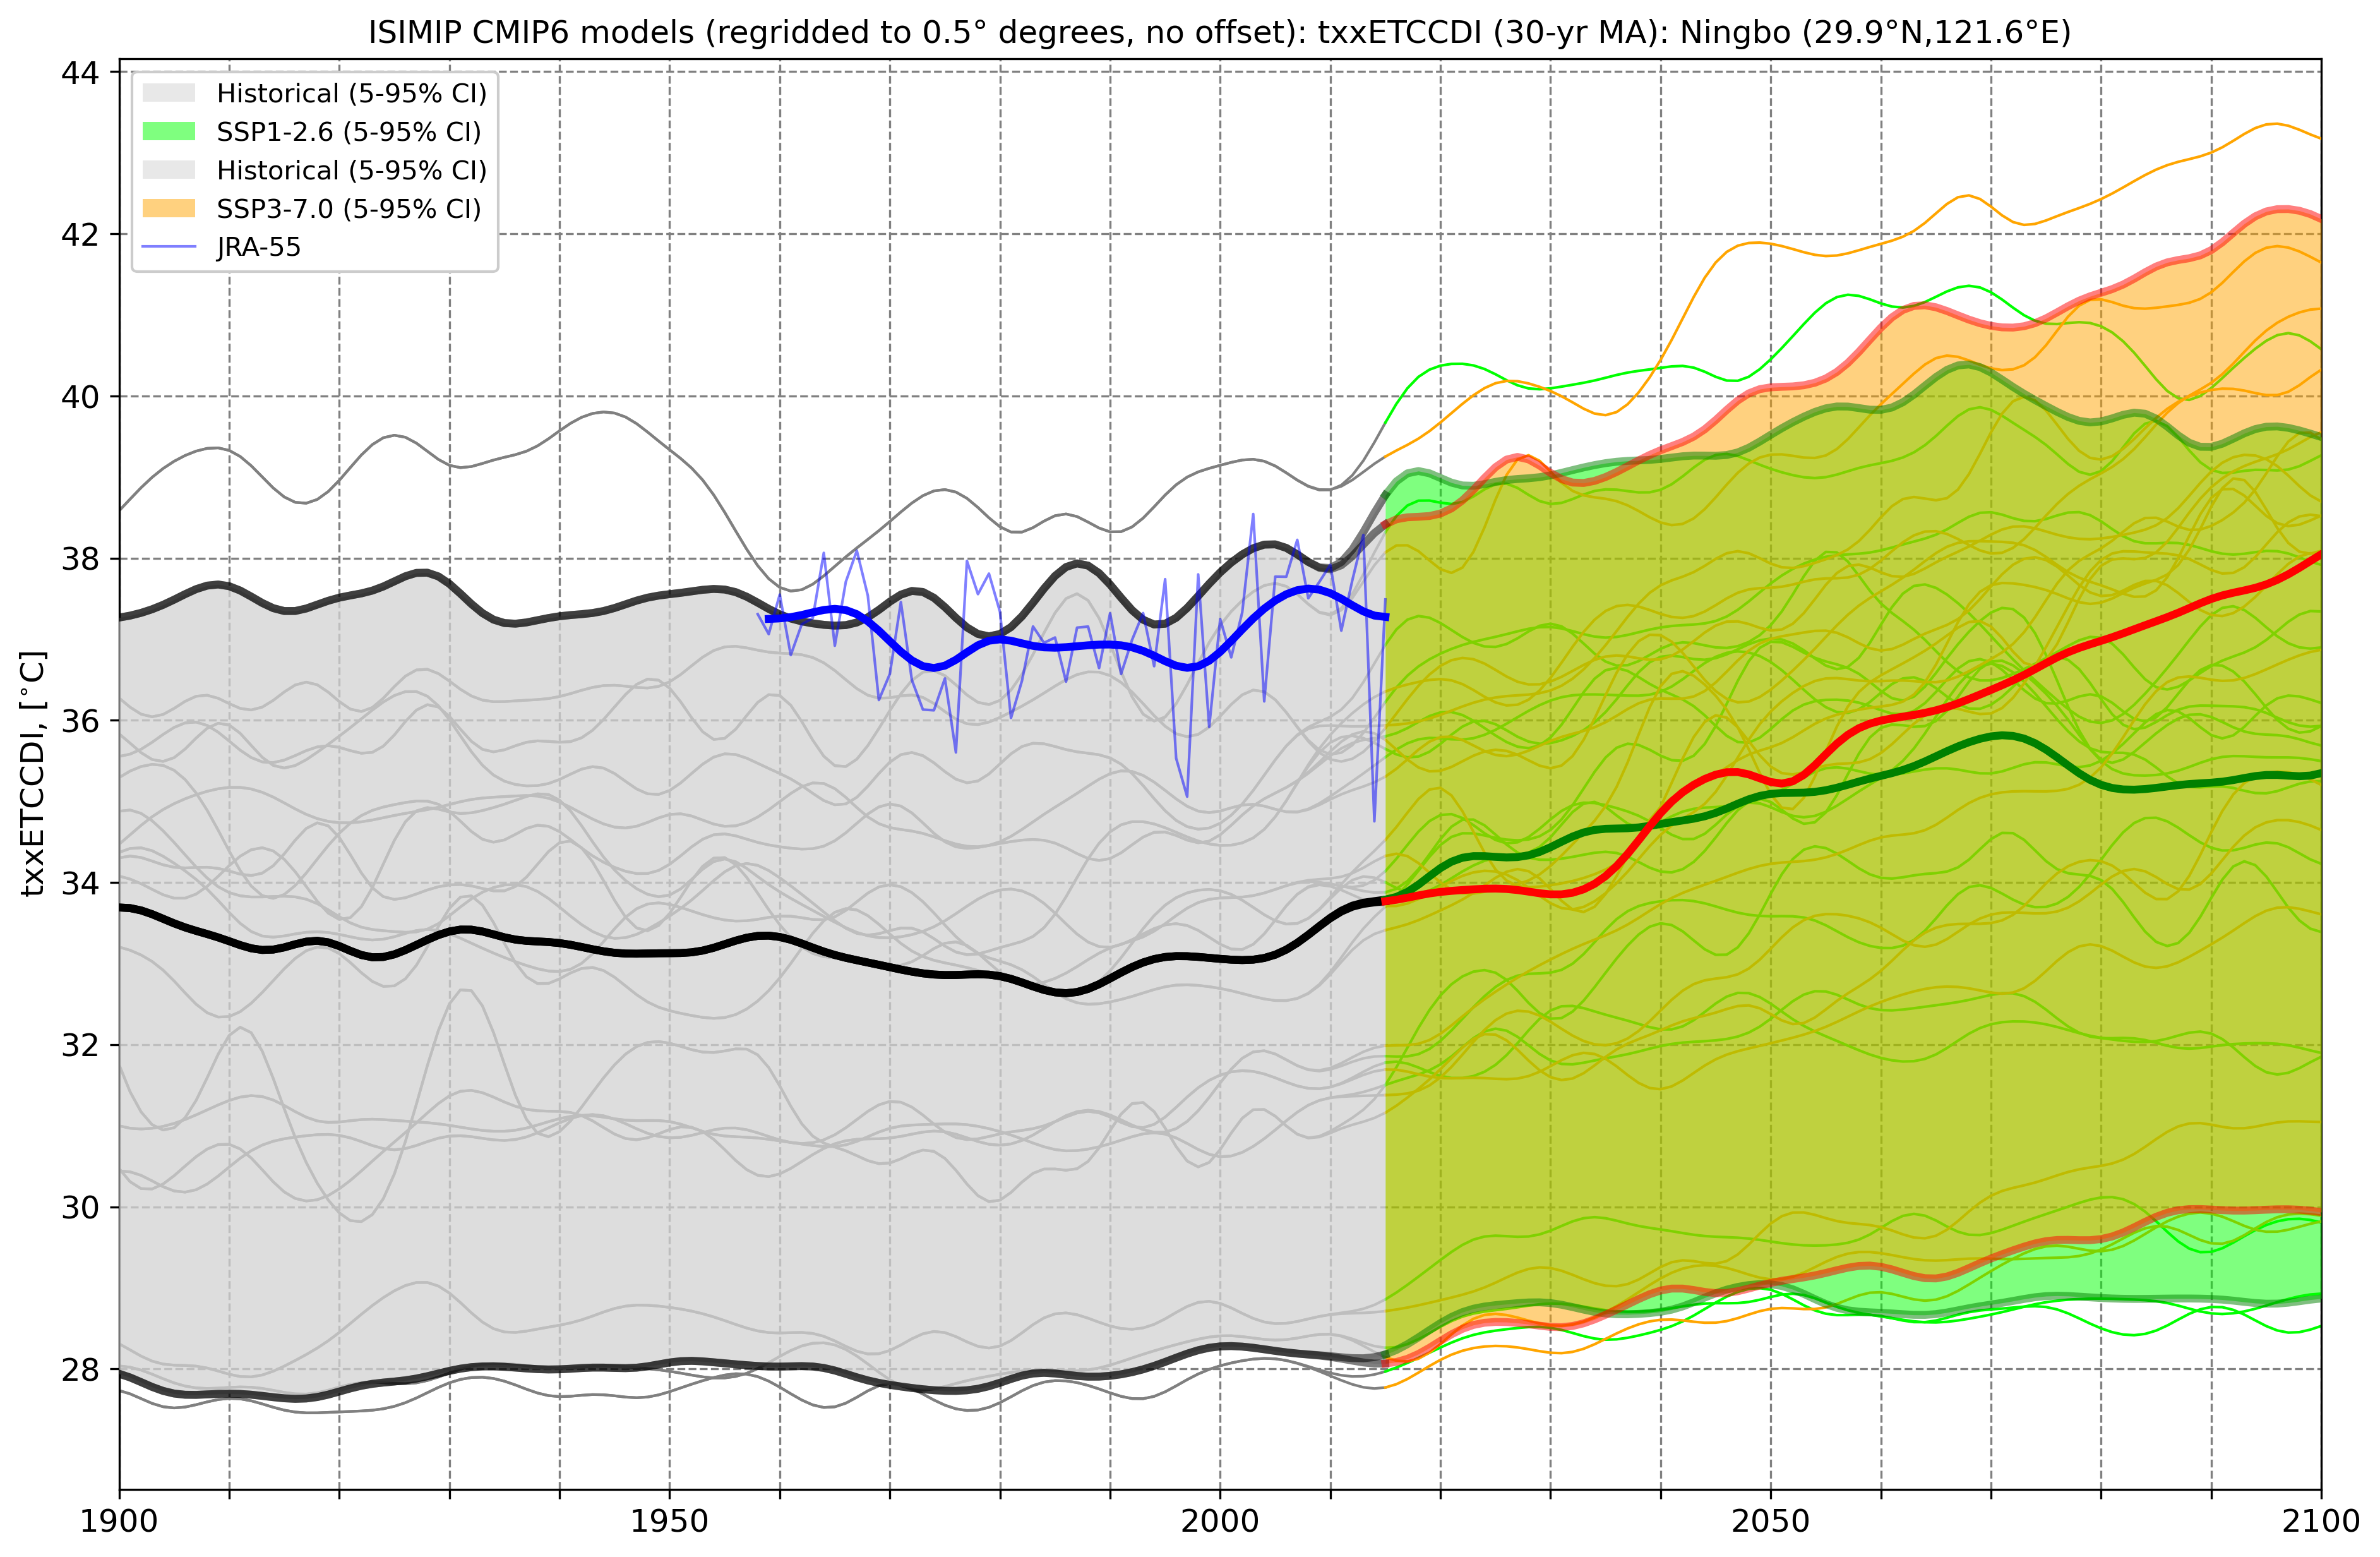 ISIMIP CMIP6 models (regridded to 0.5° degrees, no offset): txxETCCDI (30-yr MA): Ningbo (29.9°N,121.6°E)
Historical (5-95% CI)
SSP1-2.6 (5-95% CI)
Historical (5-95% CI)
SSP3-7.0 (5-95% CI)
JRA-55
txxETCCDI, [°C]
44
42
40
38
36
34
32
30
28
1900
1950
2000
2050
2100